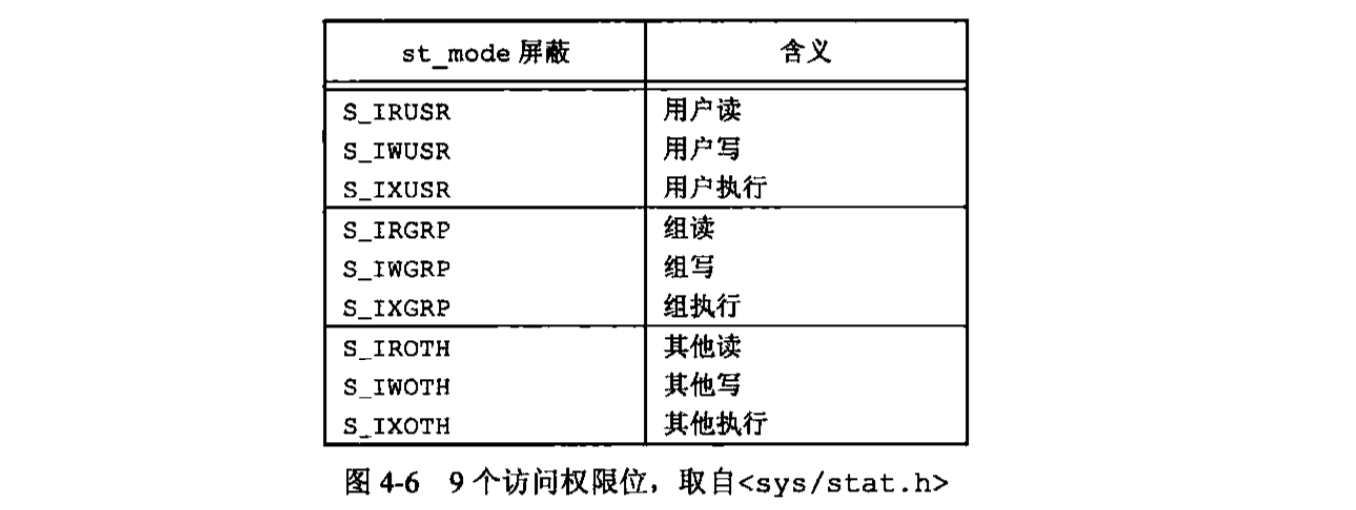 st_mode 屏蔽 含义
S_IRUSR 用户读
S_IWUSR 用户写
S_IXUSR 用户执行
S_IRGRP 组读
S_IWGRP 组写
S_IXGRP 组执行
S_IROTH 其他读
S_IWOTH 其他写
S_IXOTH 其他执行
图 4-6 9 个访问权限位，取自<sys/stat.h>